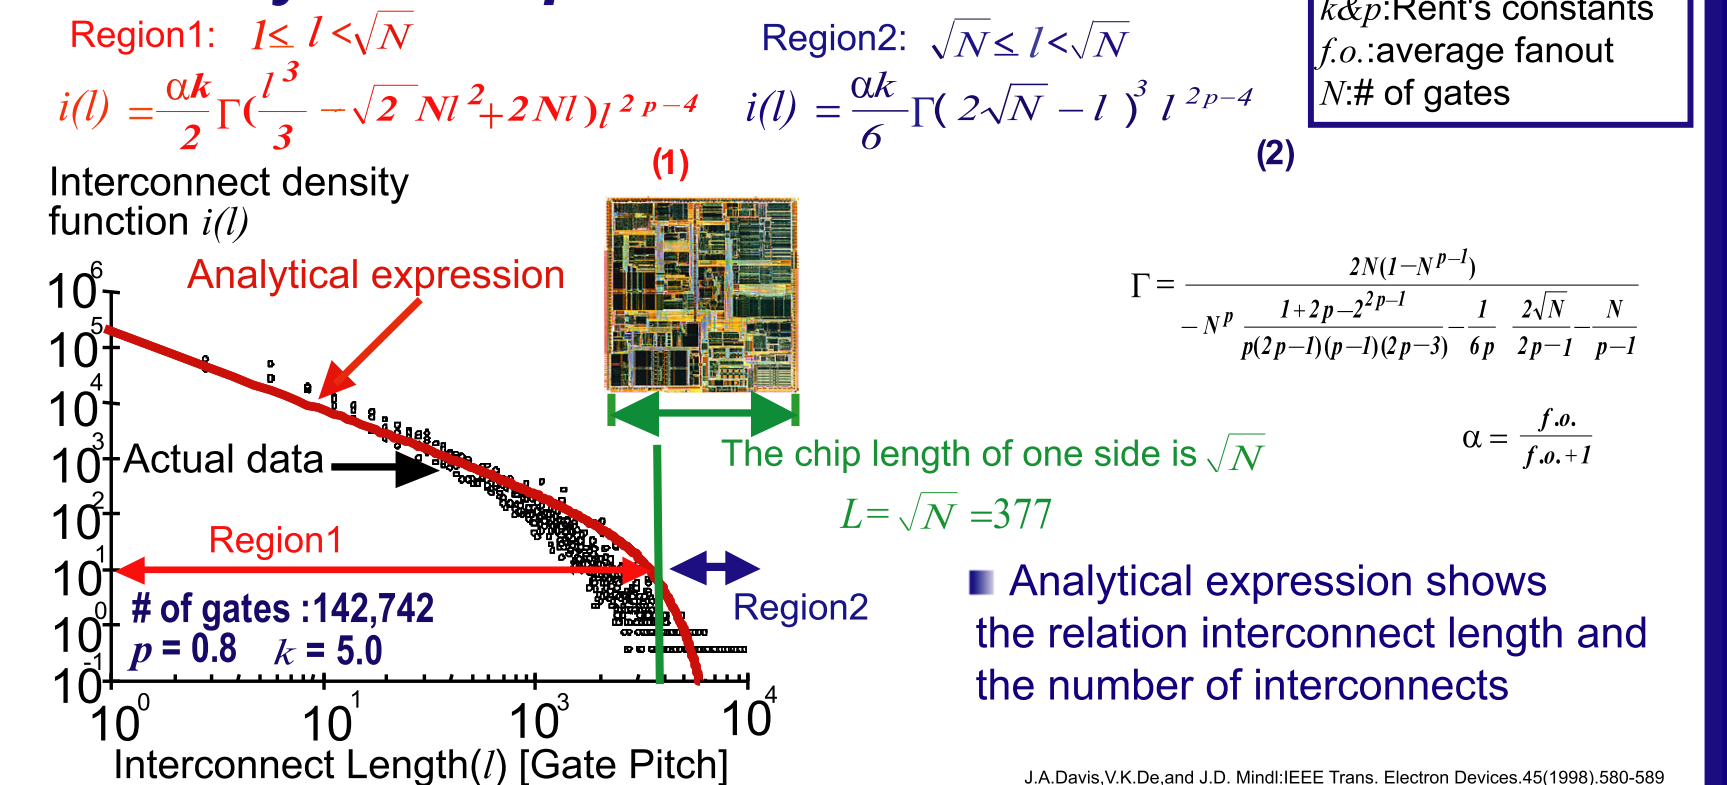 k&p:Rent's constants
f.o.:average fanout
N:# of gates
Region1: 1≤ l <√N
i(l) = αk/2 Γ( l^3/3 − √2 Nl^2 + 2Nl ) l^2p−4
(1)
Region2: √N ≤ l < √N
i(l) = αk/6 Γ( 2√N − l )^3 l^2p−4
(2)
Interconnect density
function i(l)
Analytical expression
10^6
10^5
10^4
10^3
10^2
10^1
10^0
10^-1
Actual data
Region1
# of gates :142,742
p = 0.8 k = 5.0
Region2
10^0 10^1 10^3 10^4
Interconnect Length(l) [Gate Pitch]
The chip length of one side is √N
L= √N =377
Γ = 2N(1−N^p−1) / − N^p 1+2p−2^2p−1 / p(2p−1)(p−1)(2p−3) − 1/6p 2√N/2p−1 − N/p−1
α = f.o. / f.o.+1
Analytical expression shows
the relation interconnect length and
the number of interconnects
J.A.Davis,V.K.De,and J.D. Mindl:IEEE Trans. Electron Devices.45(1998).580-589